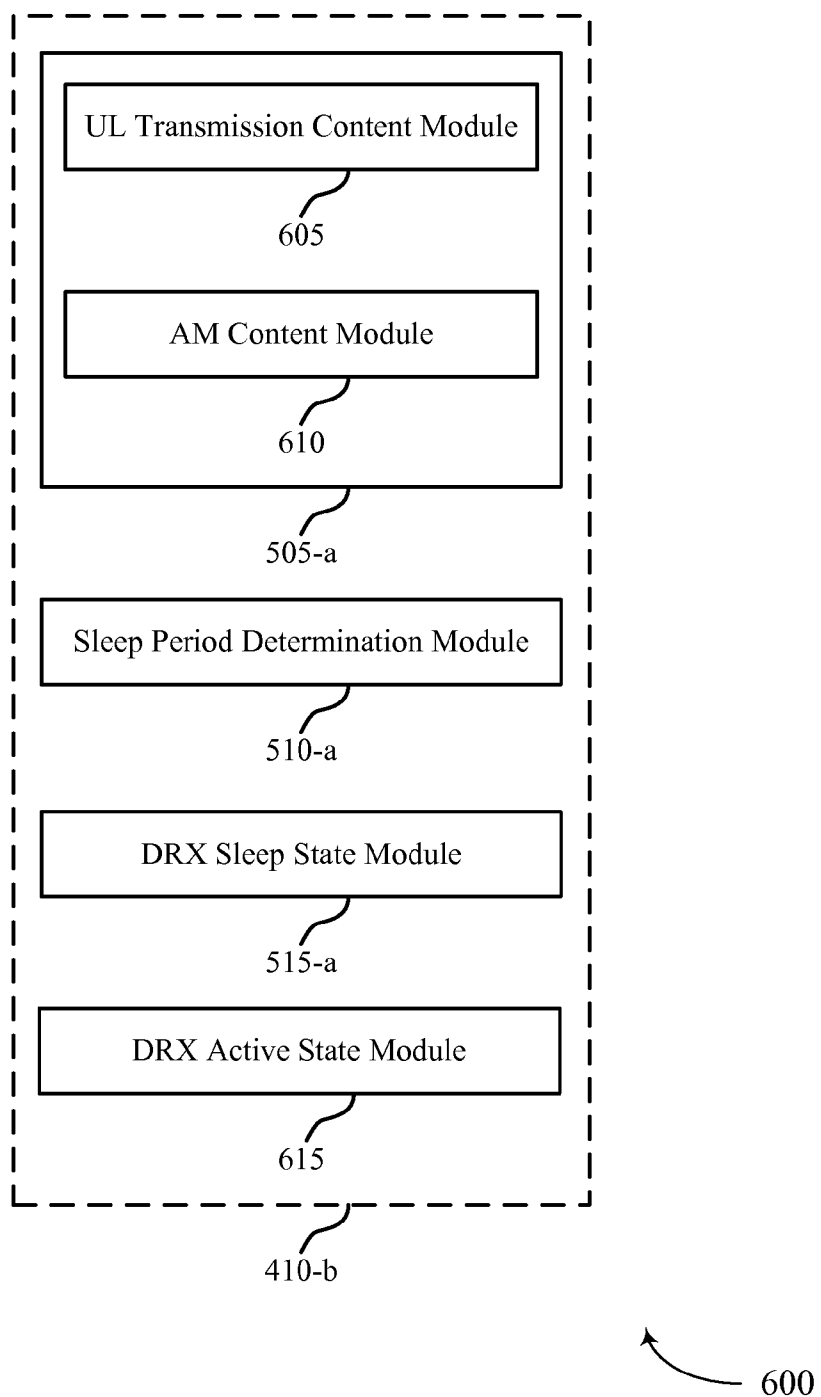 UL Transmission Content Module
605
AM Content Module
610
505-a
Sleep Period Determination Module
510-a
DRX Sleep State Module
515-a
DRX Active State Module
615
410-b
600